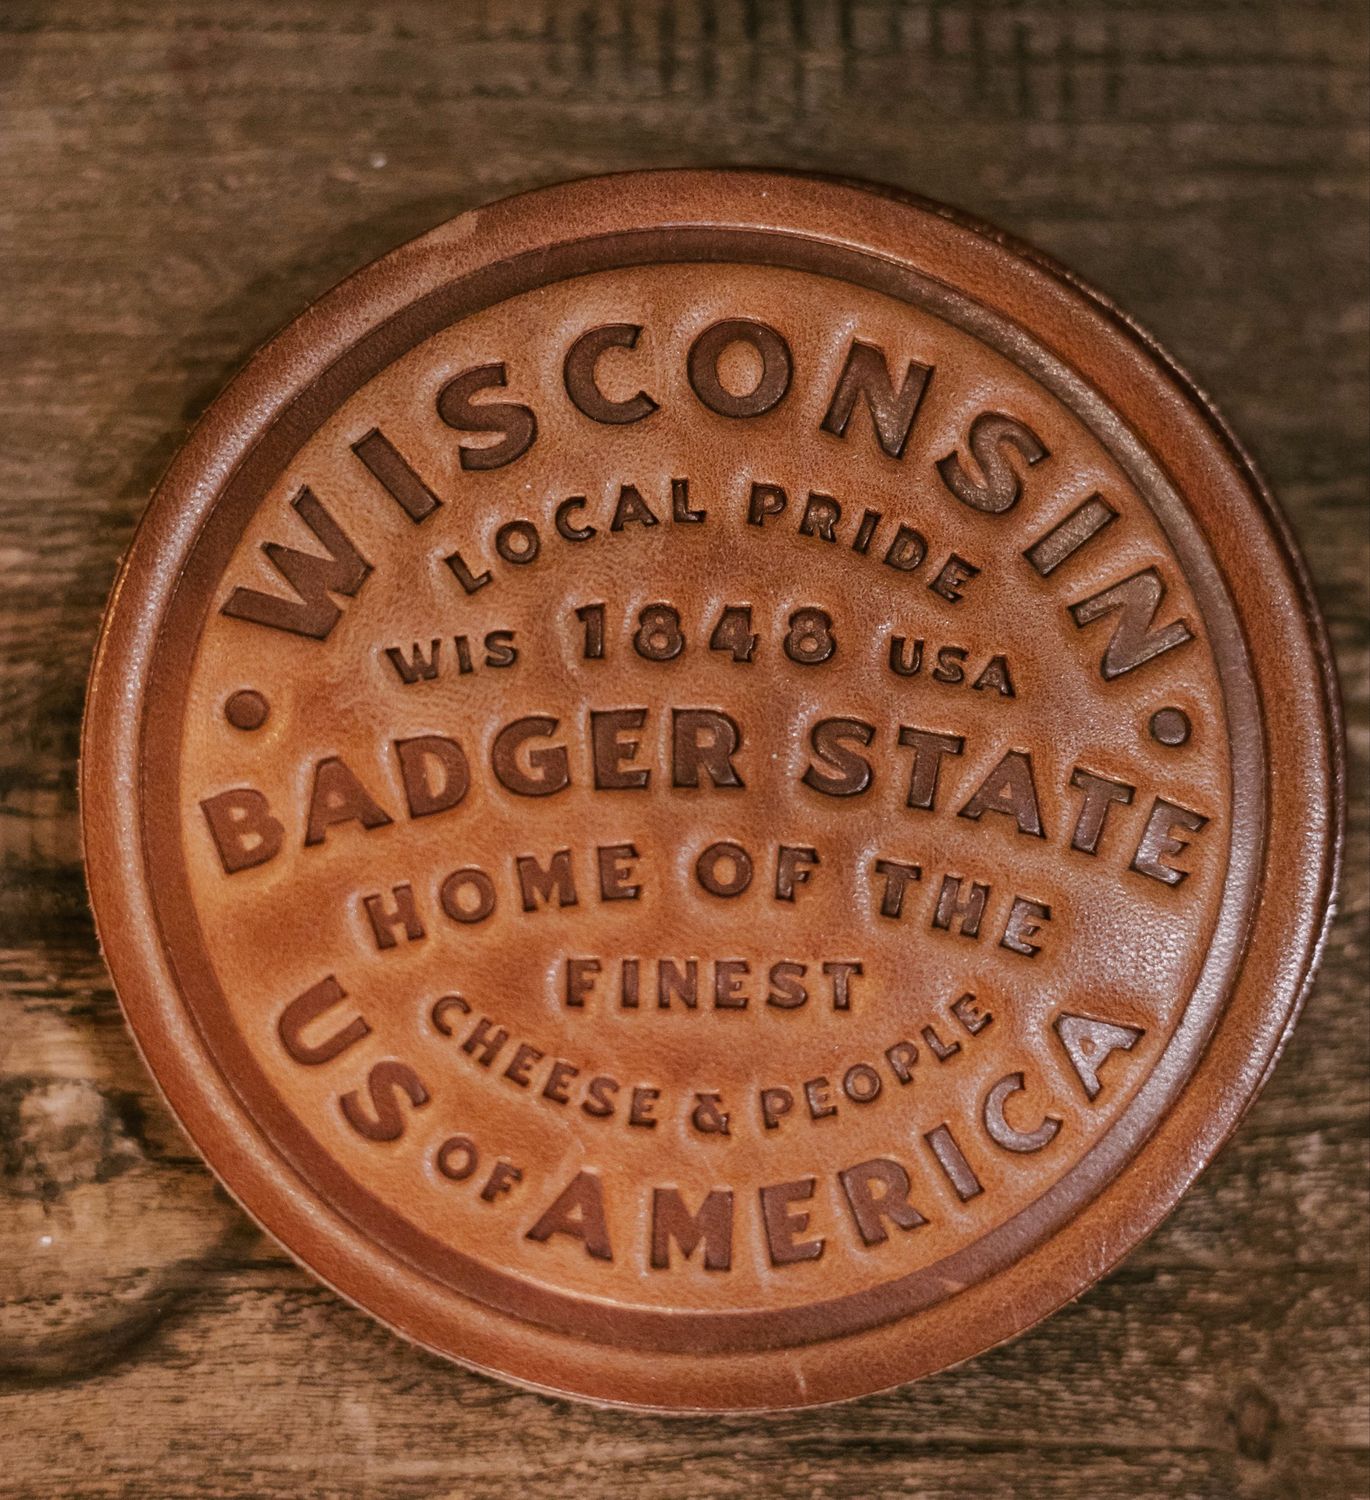 WISCONSIN
LOCAL PRIDE
WIS 1848 USA
BADGER STATE
HOME OF THE
FINEST
CHEESE & PEOPLE
US OF AMERICA